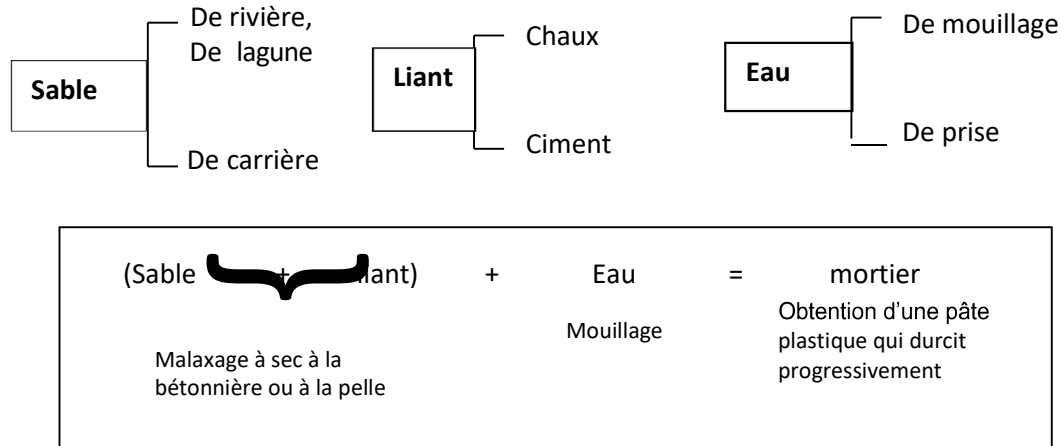 De rivière,
De lagune
Sable
De carrière
Chaux
Liant
Ciment
De mouillage
Eau
De prise
(Sable + liant) + Eau = mortier
Malaxage à sec à la
bétonnière ou à la pelle
Mouillage
Obtention d’une pâte
plastique qui durcit
progressivement